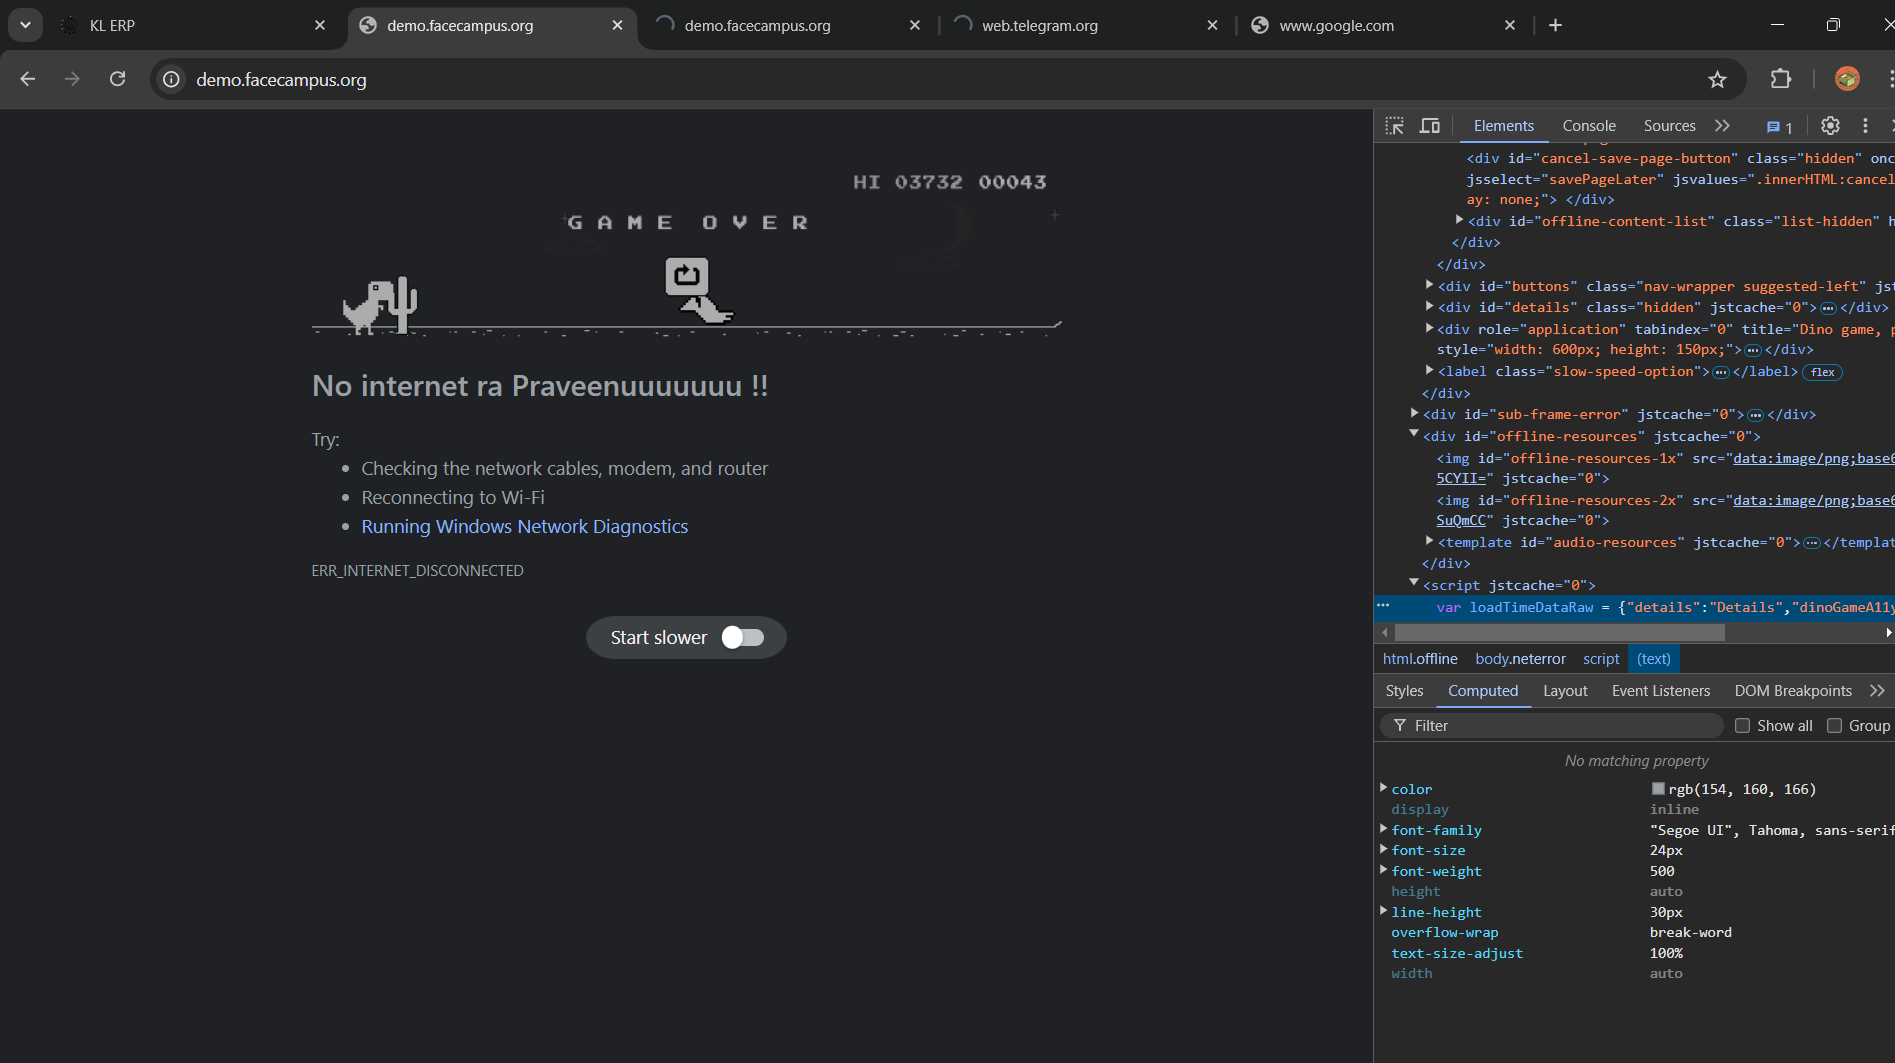 KL ERP
demo.facecampus.org
demo.facecampus.org
web.telegram.org
www.google.com
demo.facecampus.org
HI 03732 00043
GAME OVER
No internet ra Praveenuuuuuuu !!
Try:
Checking the network cables, modem, and router
Reconnecting to Wi-Fi
Running Windows Network Diagnostics
ERR_INTERNET_DISCONNECTED
Start slower
Elements Console Sources 1
<div id="cancel-save-page-button" class="hidden" onc
jsselect="savePageLater" jsvalues=".innerHTML:cancel
ay: none;"> </div>
<div id="offline-content-list" class="list-hidden" h
</div>
</div>
<div id="buttons" class="nav-wrapper suggested-left" jst
<div id="details" class="hidden" jstcache="0"> </div>
<div role="application" tabindex="0" title="Dino game, p
style="width: 600px; height: 150px;"> </div>
<label class="slow-speed-option"> </label> flex
</div>
<div id="sub-frame-error" jstcache="0"> </div>
<div id="offline-resources" jstcache="0">
<img id="offline-resources-1x" src="data:image/png;base6
5CYII=" jstcache="0">
<img id="offline-resources-2x" src="data:image/png;base6
SuQmCC" jstcache="0">
<template id="audio-resources" jstcache="0"> </templat
</div>
<script jstcache="0">
var loadTimeDataRaw = {"details":"Details","dinoGameA11y
html.offline body.neterror script (text)
Styles Computed Layout Event Listeners DOM Breakpoints
Filter Show all Group
No matching property
color rgb(154, 160, 166)
display inline
font-family "Segoe UI", Tahoma, sans-serif
font-size 24px
font-weight 500
height auto
line-height 30px
overflow-wrap break-word
text-size-adjust 100%
width auto